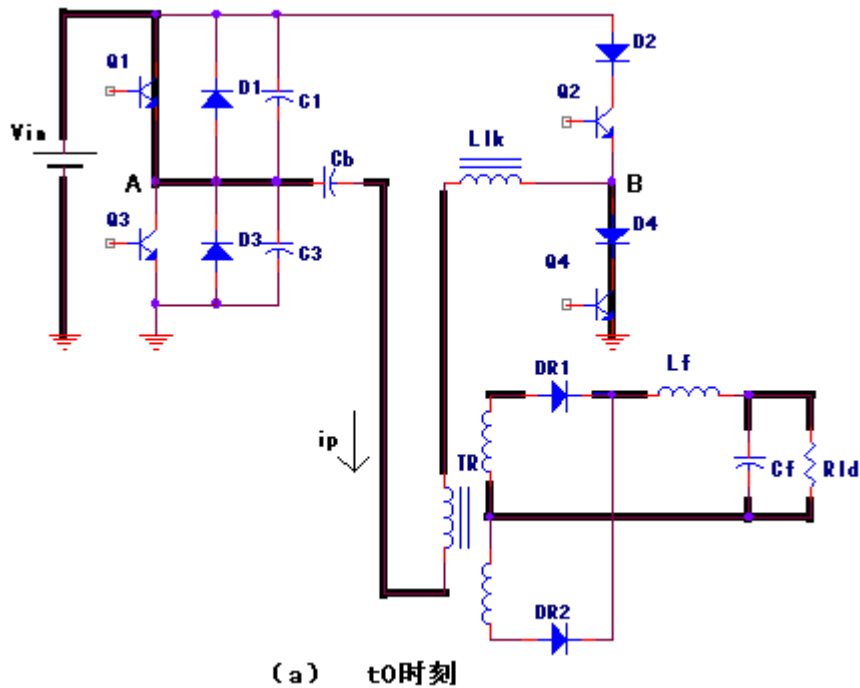 Q1
D1
C1
D2
Q2
Vin
Llk
Cb
A
B
Q3
D3
C3
D4
Q4
DR1
Lf
ip
TR
Cf
Rld
DR2
(a) t0时刻